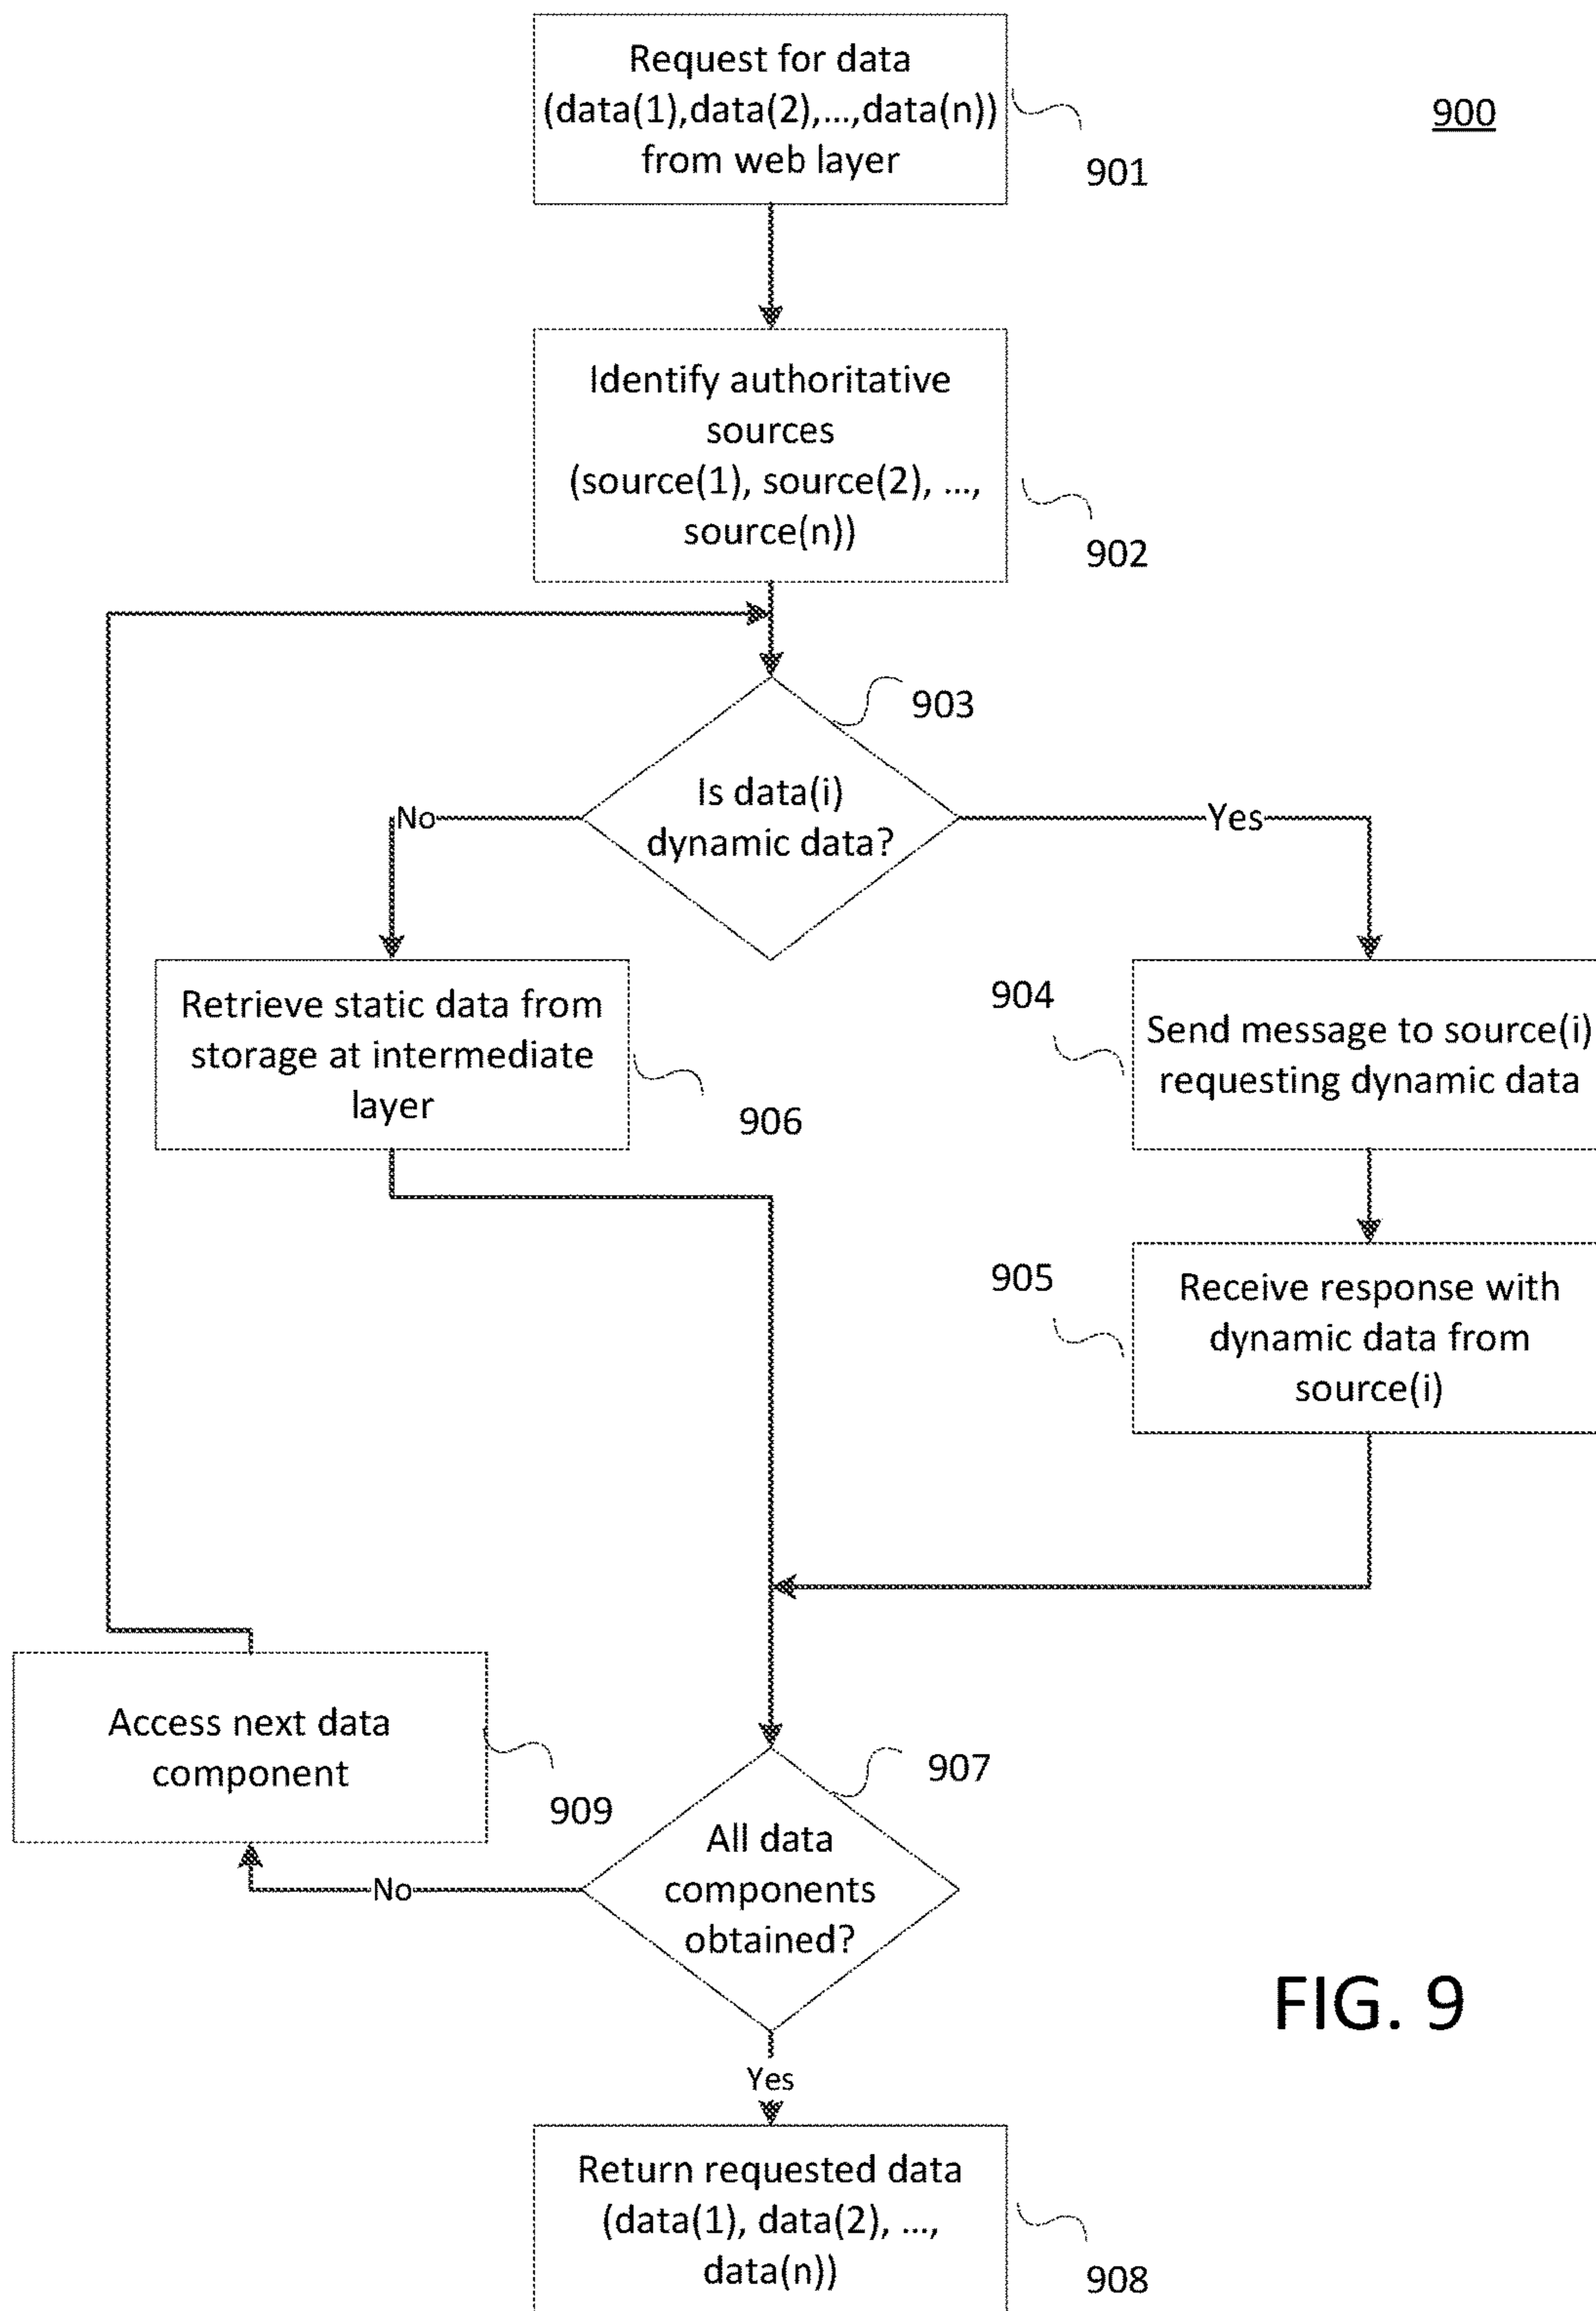 Request for data
(data(1),data(2),...,data(n))
from web layer
901
900
Identify authoritative
sources
(source(1), source(2), ...,
source(n))
902
903
Is data(i)
dynamic data?
No
Yes
Retrieve static data from
storage at intermediate
layer
906
904
Send message to source(i)
requesting dynamic data
905
Receive response with
dynamic data from
source(i)
Access next data
component
909
907
All data
components
obtained?
No
Yes
FIG. 9
Return requested data
(data(1), data(2), ...,
data(n))
908